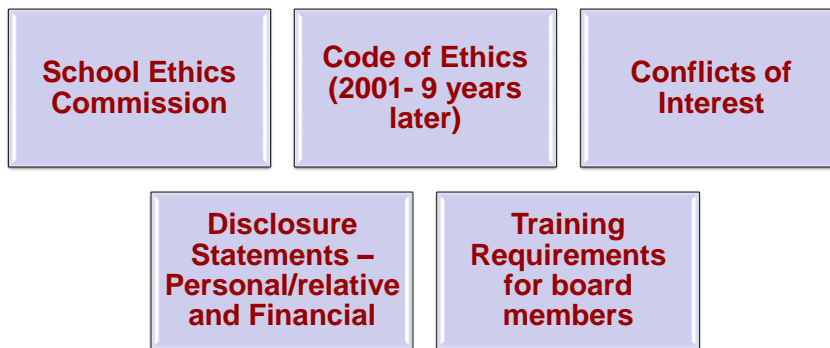 School Ethics
Commission
Code of Ethics
(2001- 9 years
later)
Conflicts of
Interest
Disclosure
Statements –
Personal/relative
and Financial
Training
Requirements
for board
members